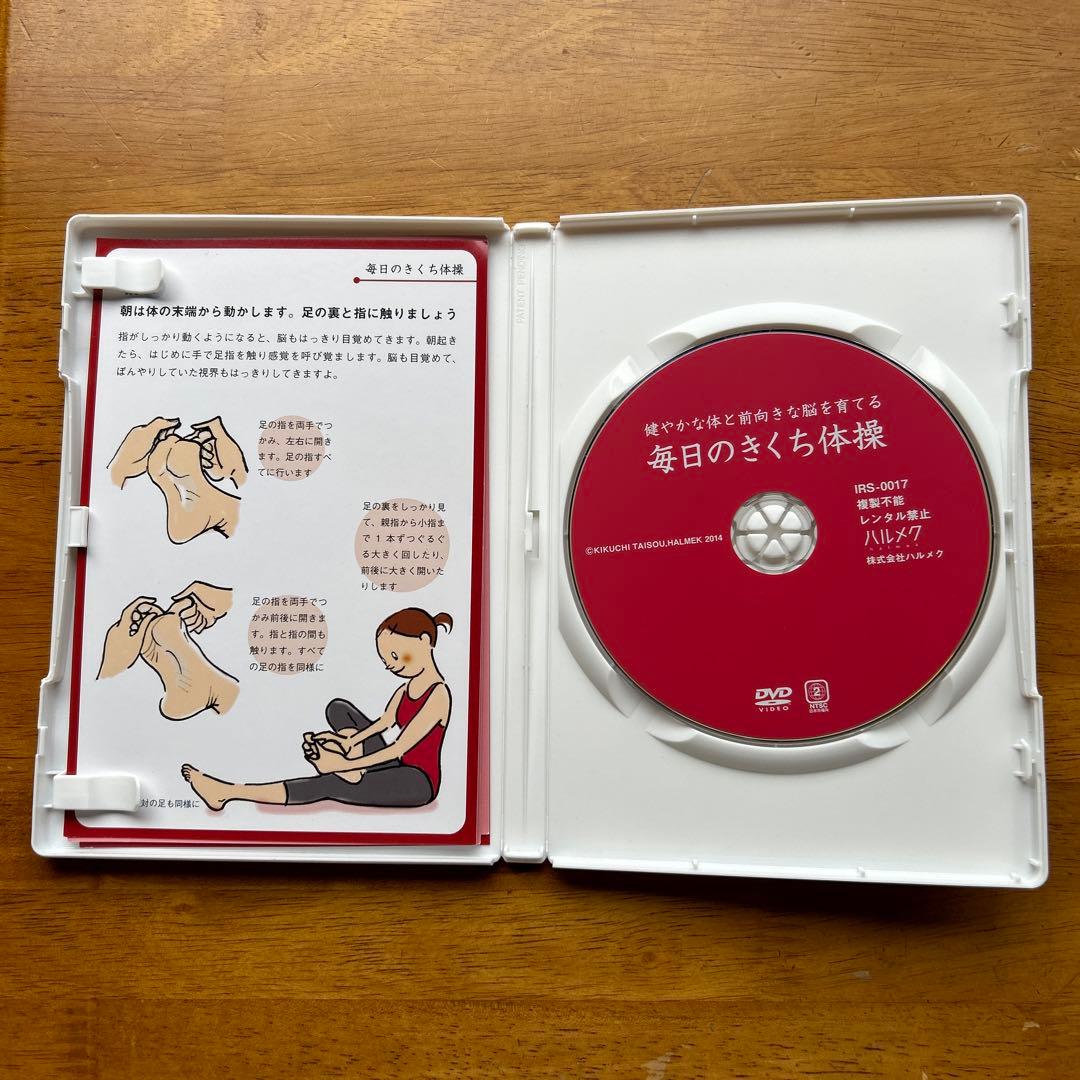 毎日のきくち体操
朝は体の末端から動かします。足の裏と指に触りましょう
指がしっかり動くようになると、脳もはっきり目覚めてきます。朝起き
たら、はじめに手で足指を触り感覚を呼び覚まします。脳も目覚めて、
ぼんやりしていた視界もはっきりしてきますよ。
足の指を両手でつ
かみ、左右に開き
ます。足の指すべ
てに行います
足の裏をしっかり見
て、親指から小指ま
で1本ずつぐるぐ
る大きく回したり、
前後に大きく開いた
りします
足の指を両手でつ
かみ前後に開きま
す。指と指の間も
触ります。すべて
の足の指を同様に
対の足も同様に
PATENT PENDING
健やかな体と前向きな脳を育てる
毎日のきくち体操
IRS-0017
複製不能
レンタル禁止
ハルメク
halmek
株式会社ハルメク
©KIKUCHI TAISOU,HALMEK 2014
DVD
VIDEO
2
NTSC
日本市場向